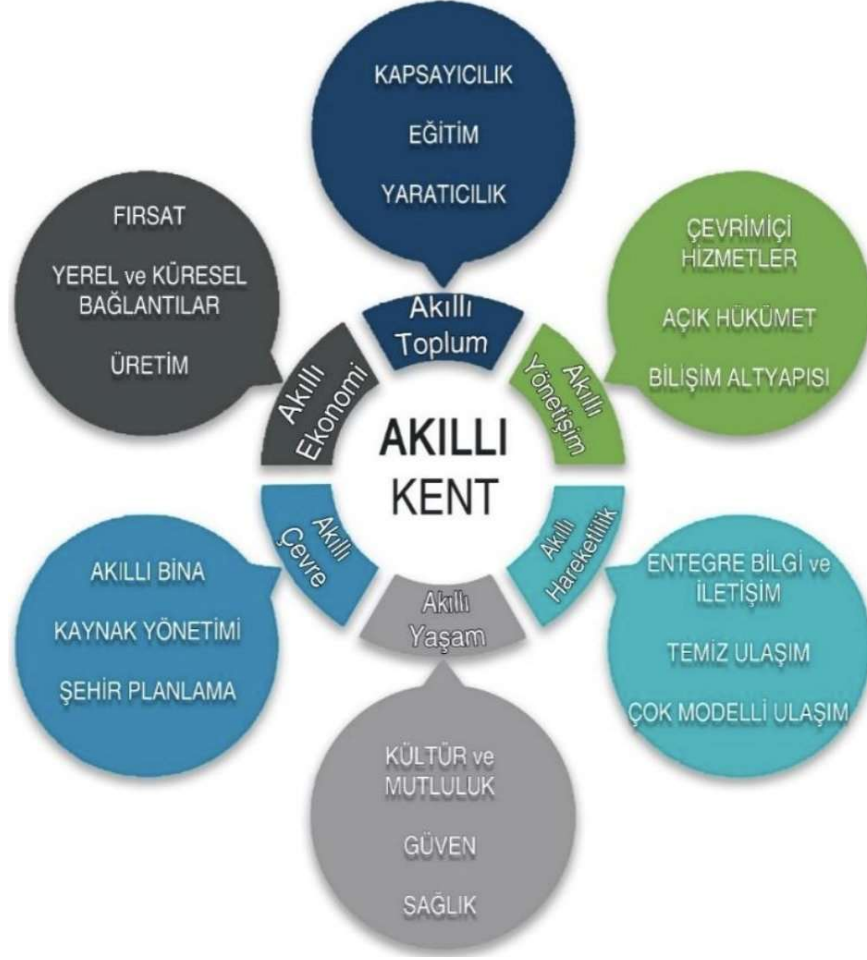 KAPSAYICILIK
EĞİTİM
YARATICILIK
FIRSAT
YEREL ve KÜRESEL
BAĞLANTILAR
ÜRETİM
ÇEVRİMİÇİ
HİZMETLER
AÇIK HÜKÜMET
BİLİŞİM ALTYAPISI
Akıllı
Toplum
Akıllı
Ekonomi
Akıllı
Yönetişim
AKILLI
KENT
Akıllı
Çevre
Akıllı
Yaşam
Akıllı
Hareketlilik
AKILLI BİNA
KAYNAK YÖNETİMİ
ŞEHİR PLANLAMA
ENTEGRE BİLGİ ve
İLETİŞİM
TEMİZ ULAŞIM
ÇOK MODELLİ ULAŞIM
KÜLTÜR ve
MUTLULUK
GÜVEN
SAĞLIK